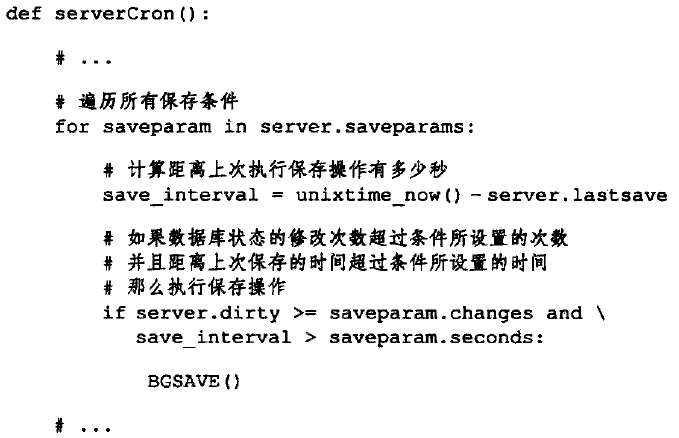 def serverCron():
# ...
# 遍历所有保存条件
for saveparam in server.saveparams:
# 计算距离上次执行保存操作有多少秒
save_interval = unixtime_now()-server.lastsave
# 如果数据库状态的修改次数超过条件所设置的次数
# 并且距离上次保存的时间超过条件所设置的时间
# 那么执行保存操作
if server.dirty >= saveparam.changes and \
save_interval > saveparam.seconds:
BGSAVE()
# ...